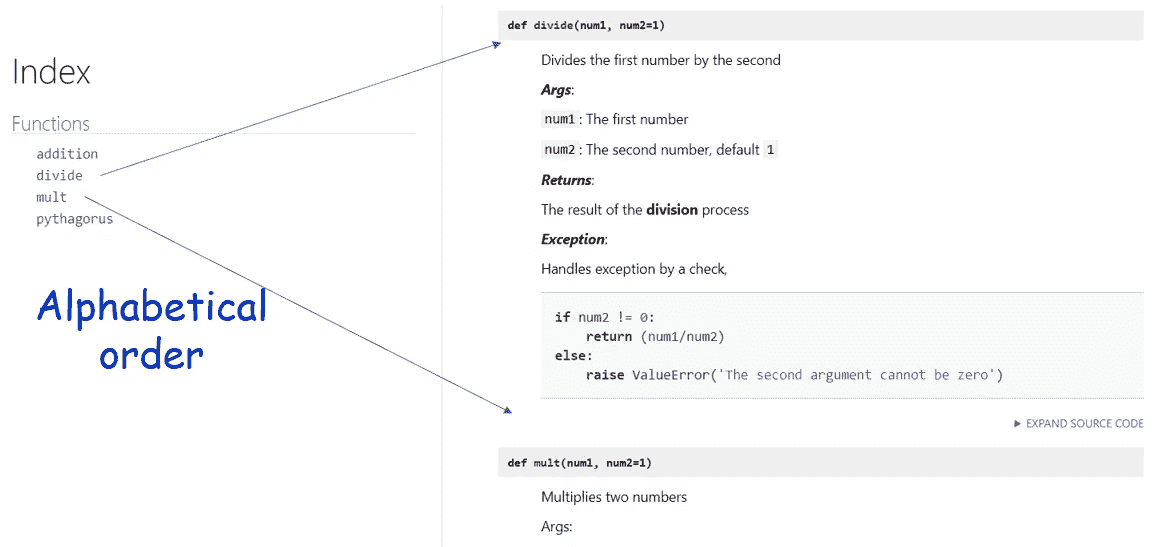 Index
Functions
addition
divide
mult
pythagorus
Alphabetical
order
def divide(num1, num2=1)
Divides the first number by the second
Args:
num1 : The first number
num2 : The second number, default 1
Returns:
The result of the division process
Exception:
Handles exception by a check,
if num2 != 0:
    return (num1/num2)
else:
    raise ValueError('The second argument cannot be zero')
▶ EXPAND SOURCE CODE
def mult(num1, num2=1)
Multiplies two numbers
Args: